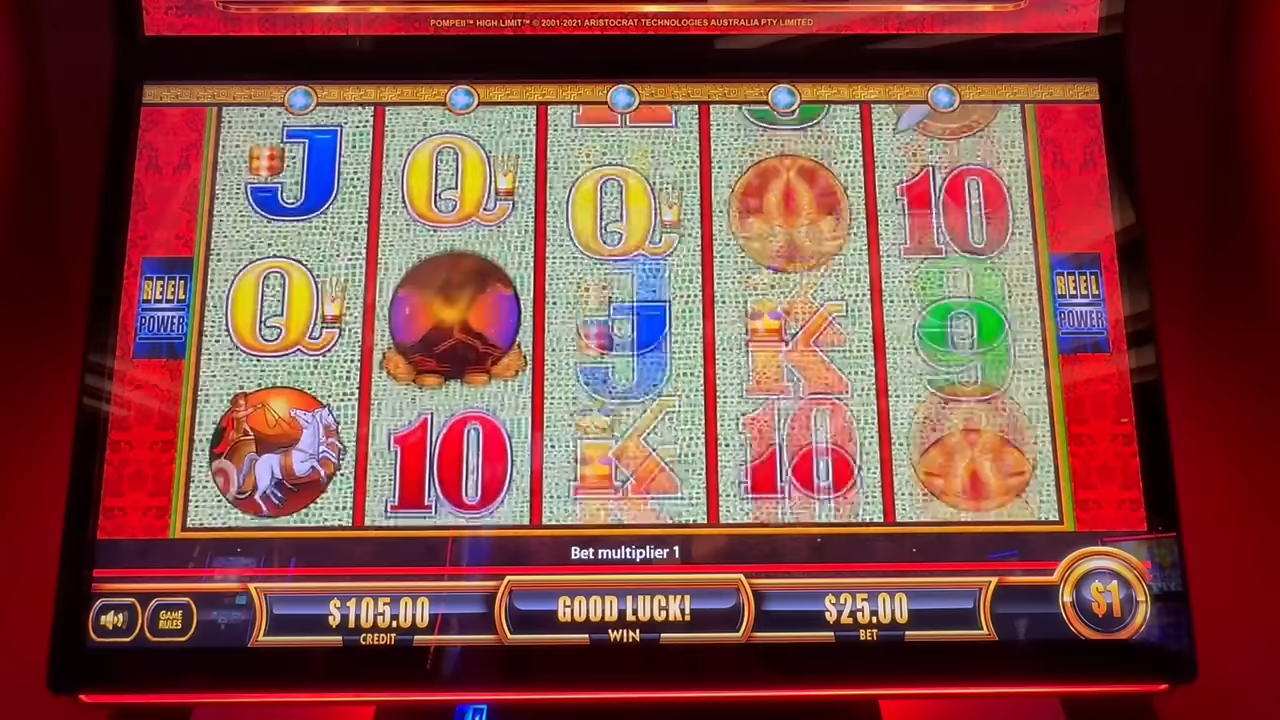 POMPEII™ HIGH LIMIT™ © 2001-2021 ARISTOCRAT TECHNOLOGIES AUSTRALIA PTY LIMITED
J Q Q 10
Q J K 9
10 K 10
REEL POWER
REEL POWER
Bet multiplier 1
GAME RULES
$105.00
CREDIT
GOOD LUCK!
WIN
$25.00
BET
$1